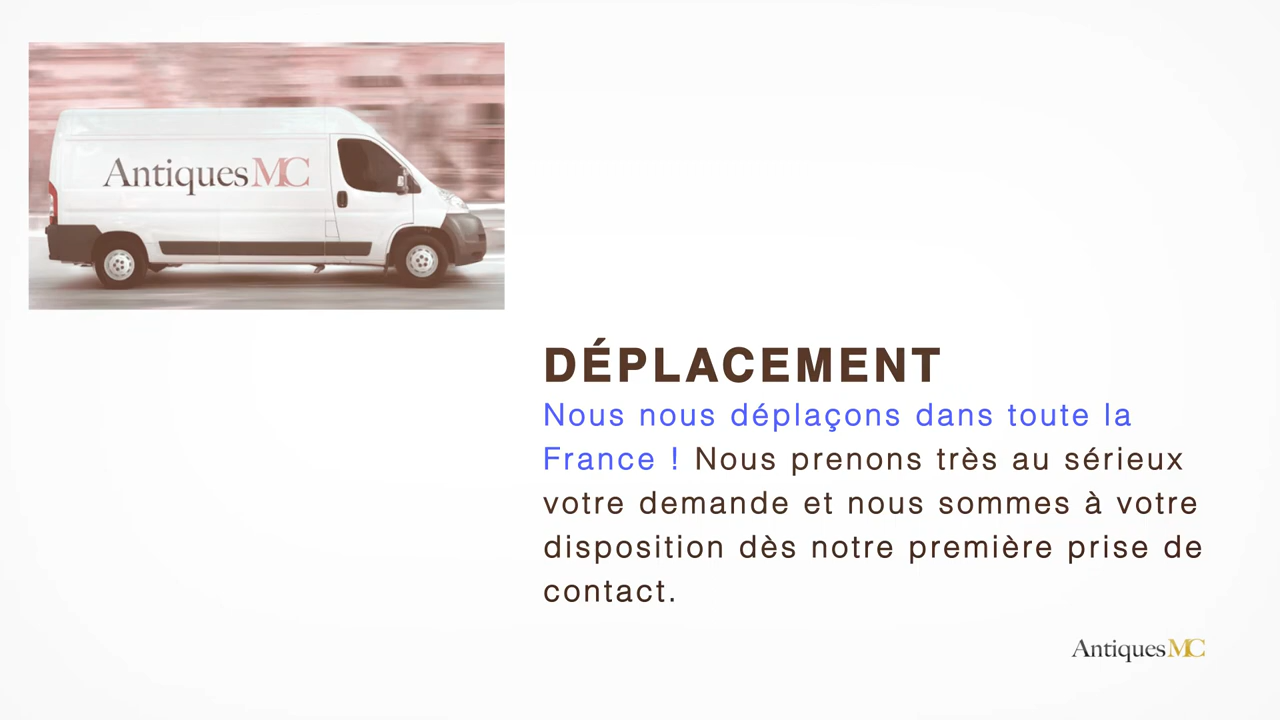 AntiquesMC
DÉPLACEMENT
Nous nous déplaçons dans toute la
France ! Nous prenons très au sérieux
votre demande et nous sommes à votre
disposition dès notre première prise de
contact.
AntiquesMC